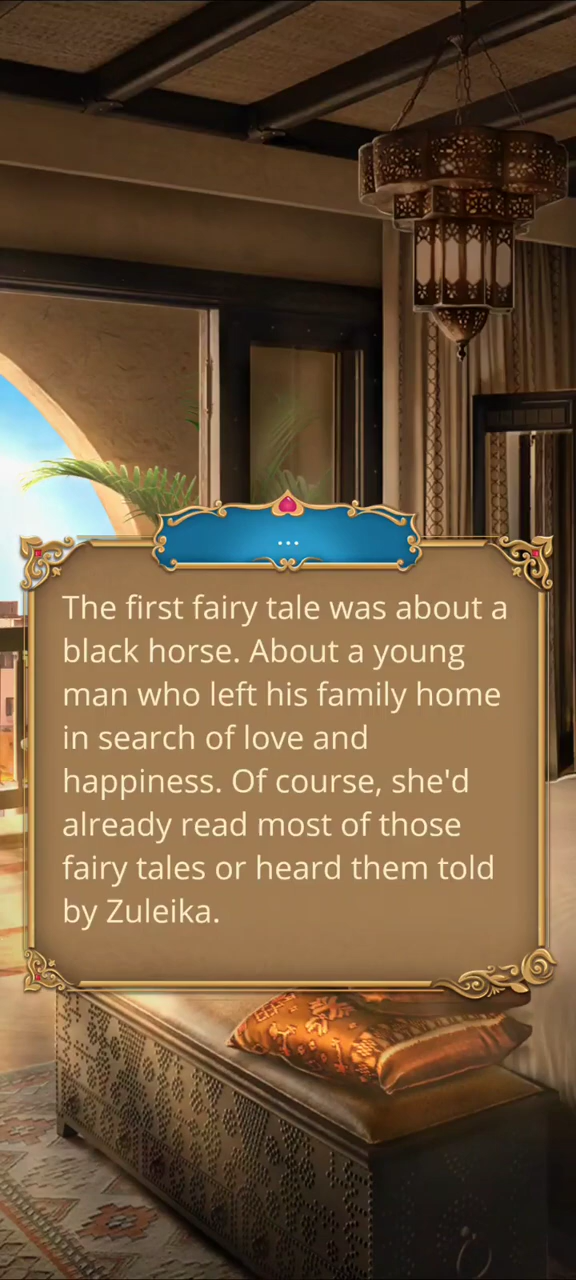 ...
The first fairy tale was about a
black horse. About a young
man who left his family home
in search of love and
happiness. Of course, she'd
already read most of those
fairy tales or heard them told
by Zuleika.